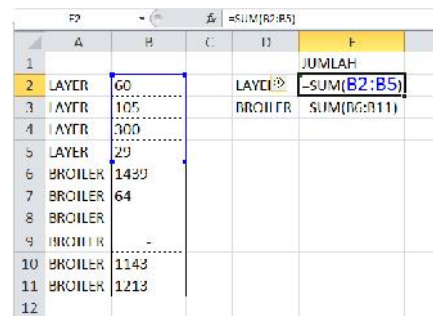 E2 fx =SUM(B2:B5)
A B C D E
1 JUMLAH
2 LAYER 60 =SUM(B2:B5)
3 LAYER 105 BROILER SUM(B6:B11)
4 LAYER 300
5 LAYER 29
6 BROILER 1439
7 BROILER 64
8 BROILER
9 BROILER -
10 BROILER 1143
11 BROILER 1213
12